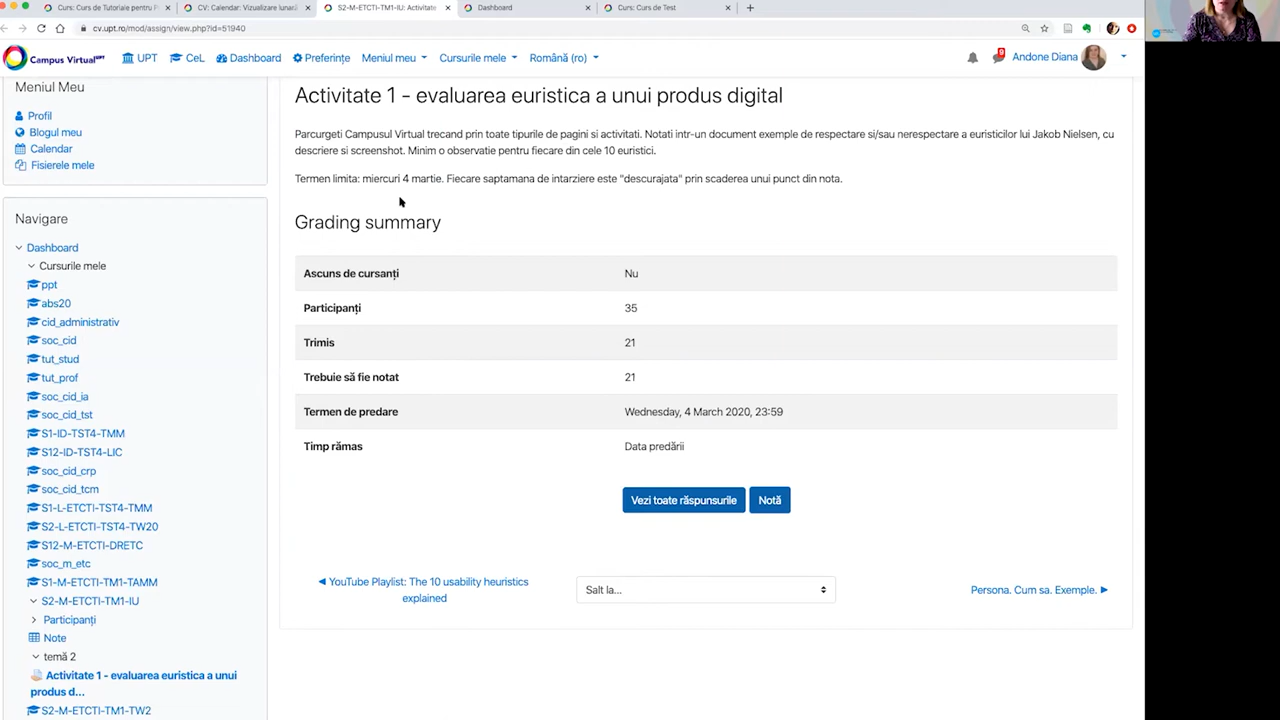 Curs: Curs de Tutoriale pentru P
CV: Calendar: Vizualizare lunară
S2-M-ETCTI-TM1-IU: Activitate
Dashboard
Curs: Curs de Test
cv.upt.ro/mod/assign/view.php?id=51940
Campus Virtual UPT
UPT
CeL
Dashboard
Preferințe
Meniul meu
Cursurile mele
Română (ro)
9
Andone Diana
Meniul Meu
Profil
Blogul meu
Calendar
Fisierele mele
Navigare
Dashboard
Cursurile mele
ppt
abs20
cid_administrativ
soc_cid
tut_stud
tut_prof
soc_cid_ia
soc_cid_tst
S1-ID-TST4-TMM
S12-ID-TST4-LIC
soc_cid_crp
soc_cid_tcm
S1-L-ETCTI-TST4-TMM
S2-L-ETCTI-TST4-TW20
S12-M-ETCTI-DRETC
soc_m_etc
S1-M-ETCTI-TM1-TAMM
S2-M-ETCTI-TM1-IU
Participanți
Note
temă 2
Activitate 1 - evaluarea euristica a unui
produs d...
S2-M-ETCTI-TM1-TW2
Activitate 1 - evaluarea euristica a unui produs digital
Parcurgeti Campusul Virtual trecand prin toate tipurile de pagini si activitati. Notati intr-un document exemple de respectare si/sau nerespectare a euristicilor lui Jakob Nielsen, cu
descriere si screenshot. Minim o observatie pentru fiecare din cele 10 euristici.
Termen limita: miercuri 4 martie. Fiecare saptamana de intarziere este "descurajata" prin scaderea unui punct din nota.
Grading summary
Ascuns de cursanți Nu
Participanți 35
Trimis 21
Trebuie să fie notat 21
Termen de predare Wednesday, 4 March 2020, 23:59
Timp rămas Data predării
Vezi toate răspunsurile Notă
◀ YouTube Playlist: The 10 usability heuristics
explained
Salt la...
Persona. Cum sa. Exemple. ▶